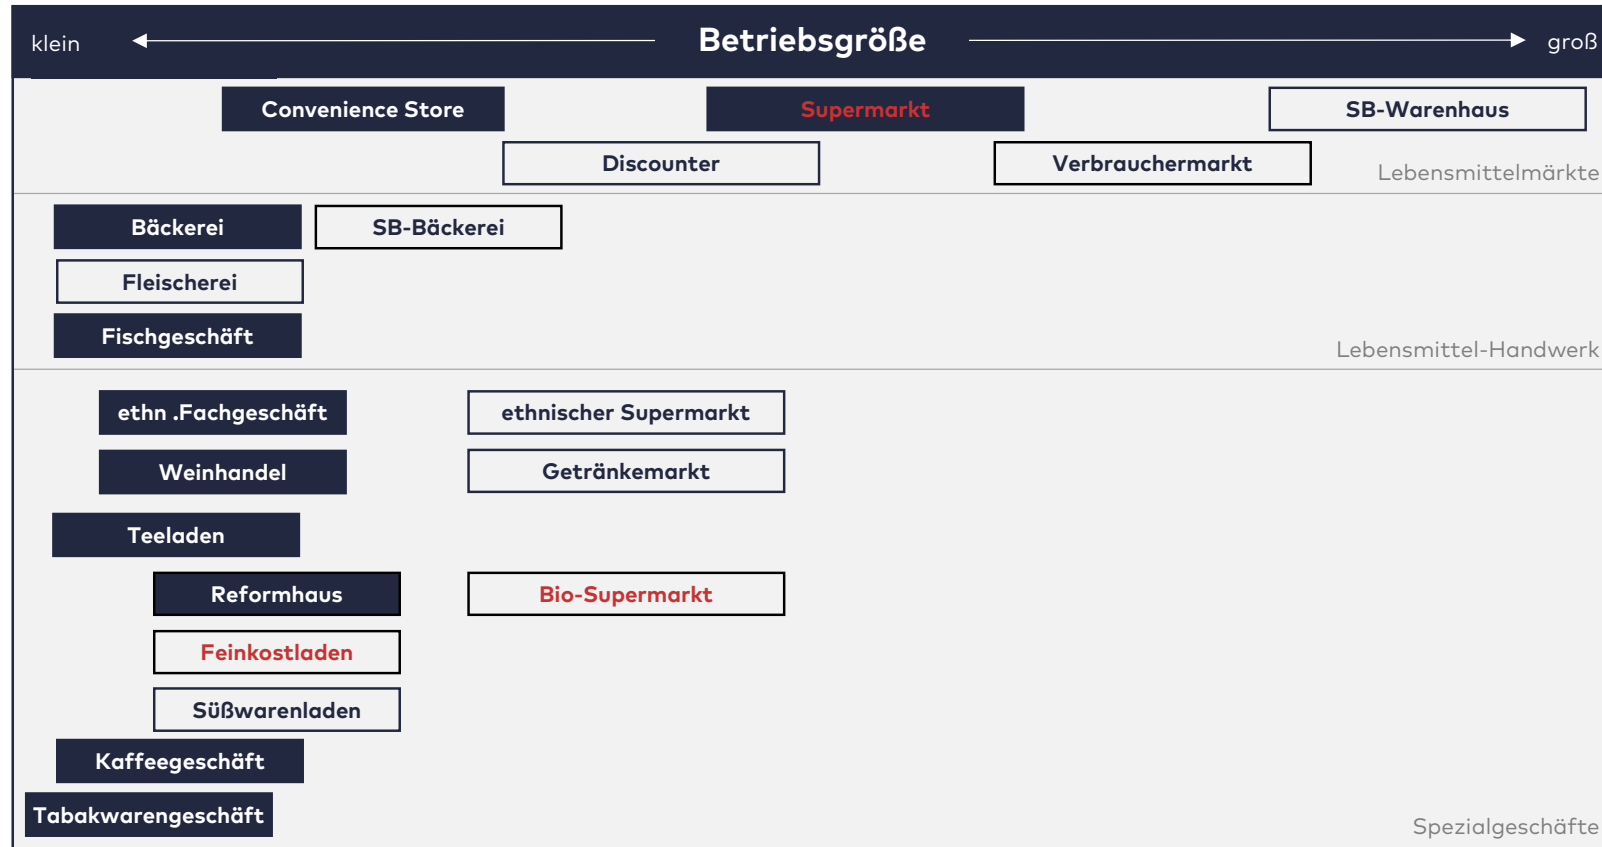 klein
Betriebsgröße
groß
Convenience Store
Supermarkt
SB-Warenhaus
Discounter
Verbrauchermarkt
Lebensmittelmärkte
Bäckerei
SB-Bäckerei
Fleischerei
Fischgeschäft
Lebensmittel-Handwerk
ethn .Fachgeschäft
ethnischer Supermarkt
Weinhandel
Getränkemarkt
Teeladen
Reformhaus
Bio-Supermarkt
Feinkostladen
Süßwarenladen
Kaffeegeschäft
Tabakwarengeschäft
Spezialgeschäfte